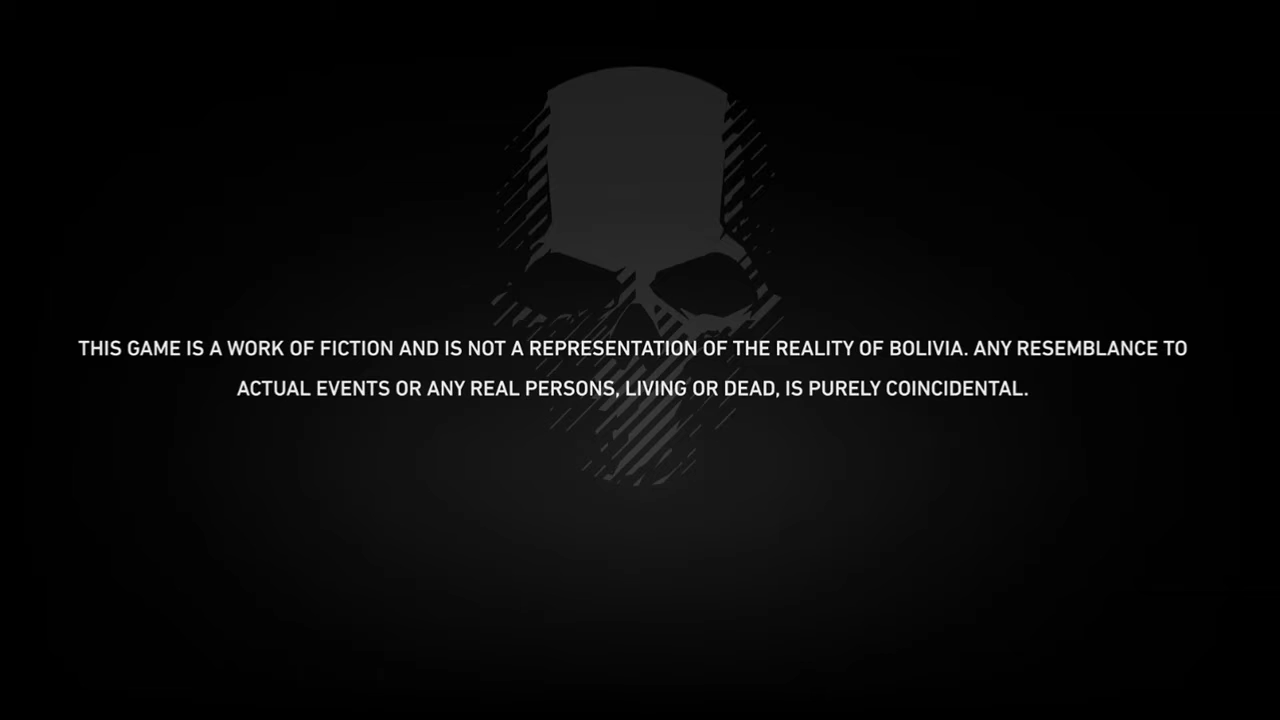 THIS GAME IS A WORK OF FICTION AND IS NOT A REPRESENTATION OF THE REALITY OF BOLIVIA. ANY RESEMBLANCE TO
ACTUAL EVENTS OR ANY REAL PERSONS, LIVING OR DEAD, IS PURELY COINCIDENTAL.